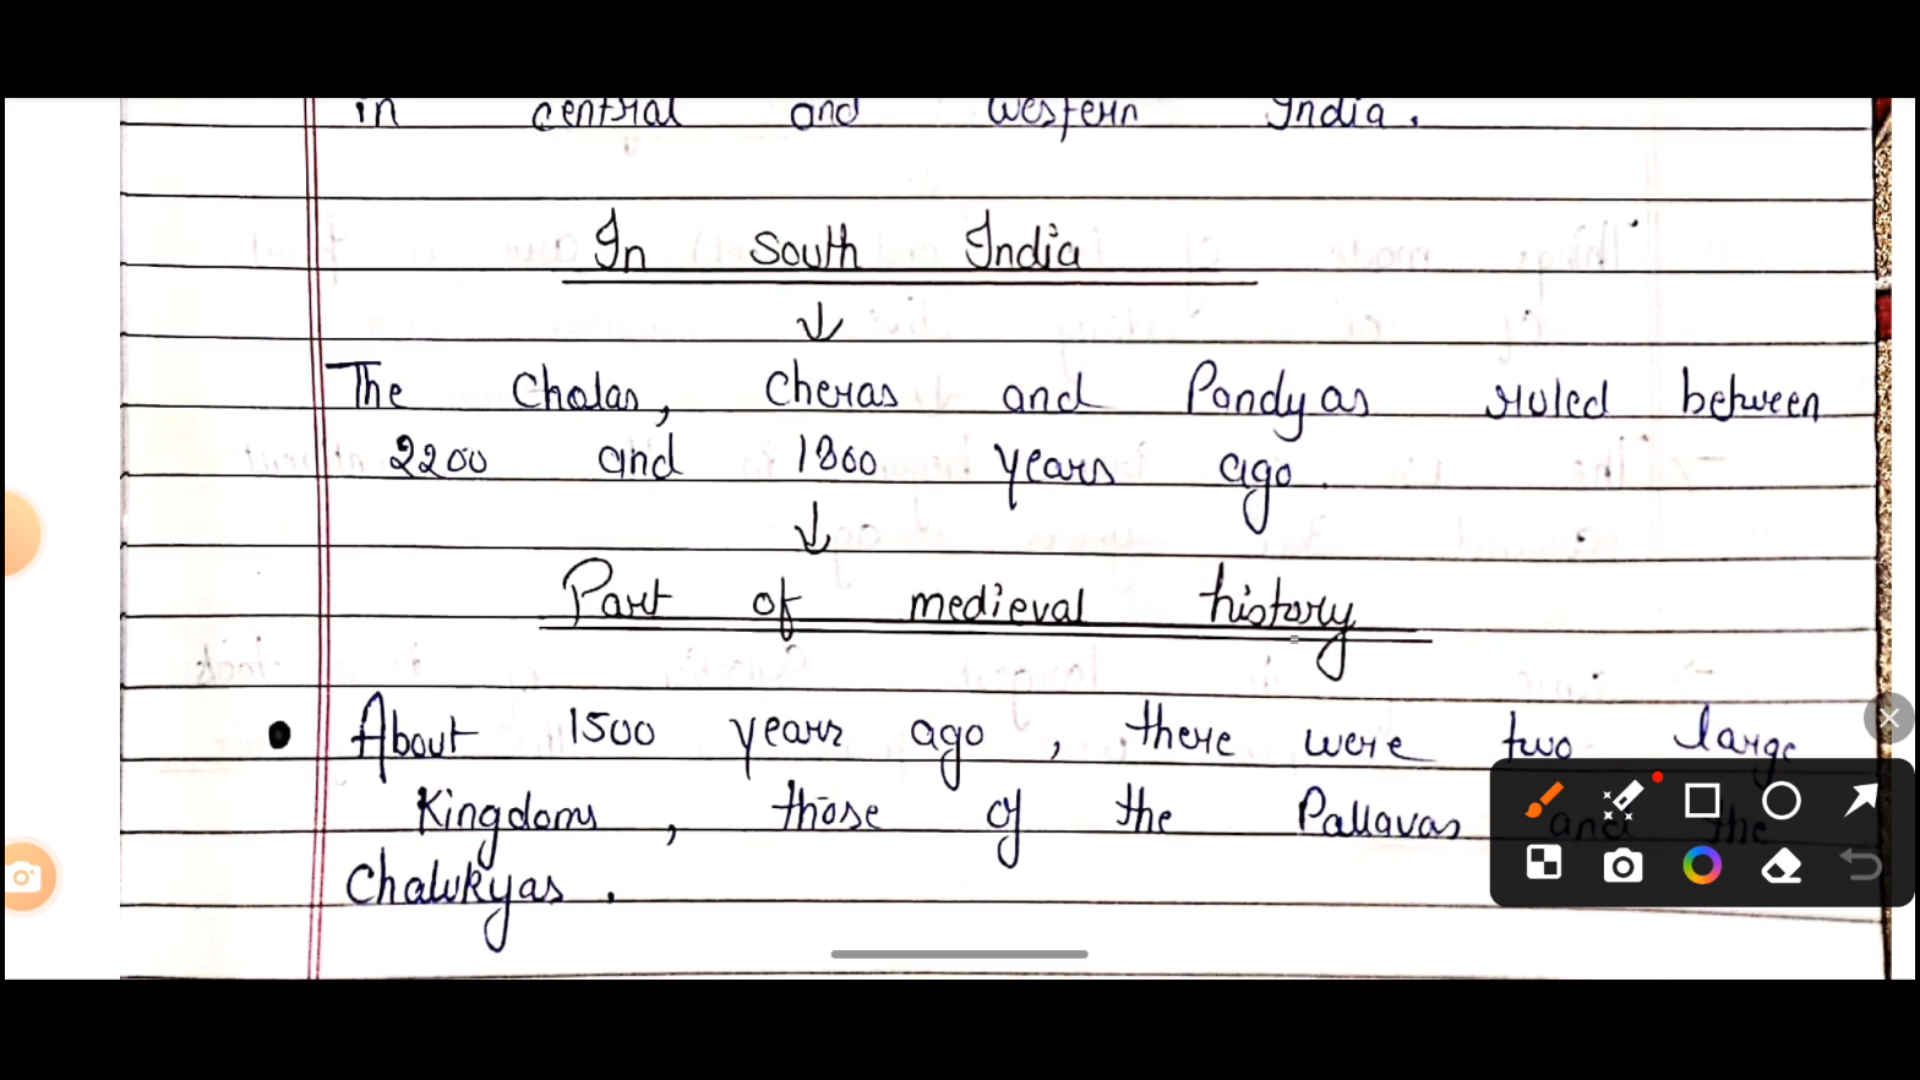 in central and western India.
In south India
↓
The Cholas, Cheras and Pandyas ruled between
2200 and 1800 years ago.
↓
Part of medieval history
• About 1500 years ago, there were two large
Kingdoms, those of the Pallavas and the
Chalukyas.